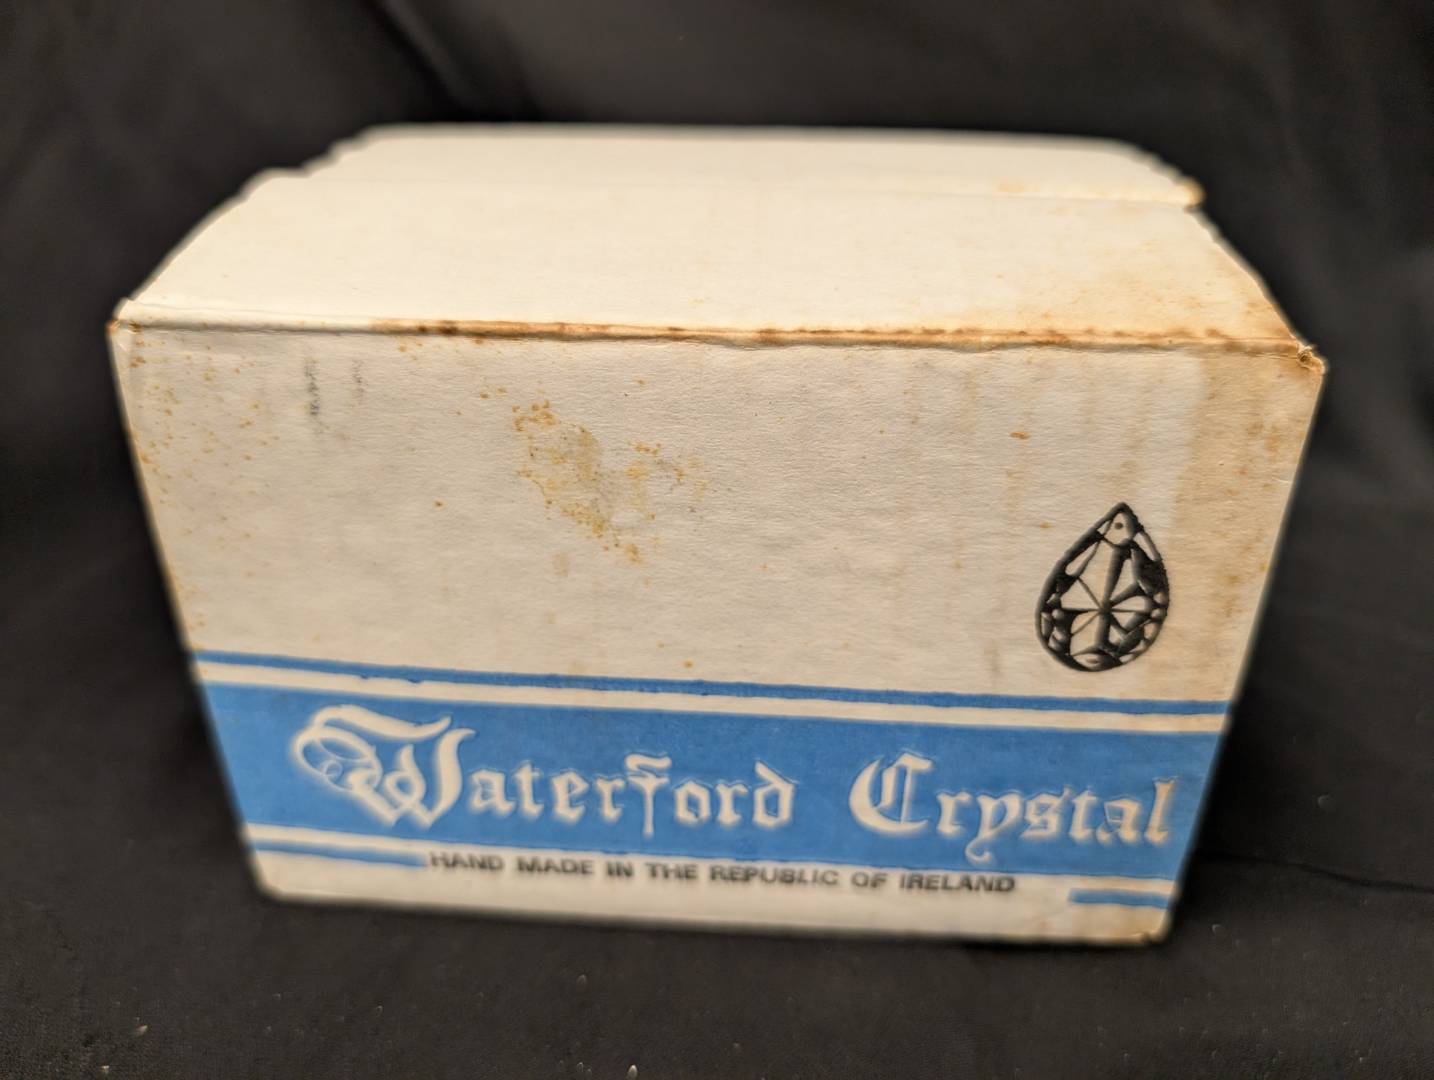 Waterford Crystal
HAND MADE IN THE REPUBLIC OF IRELAND